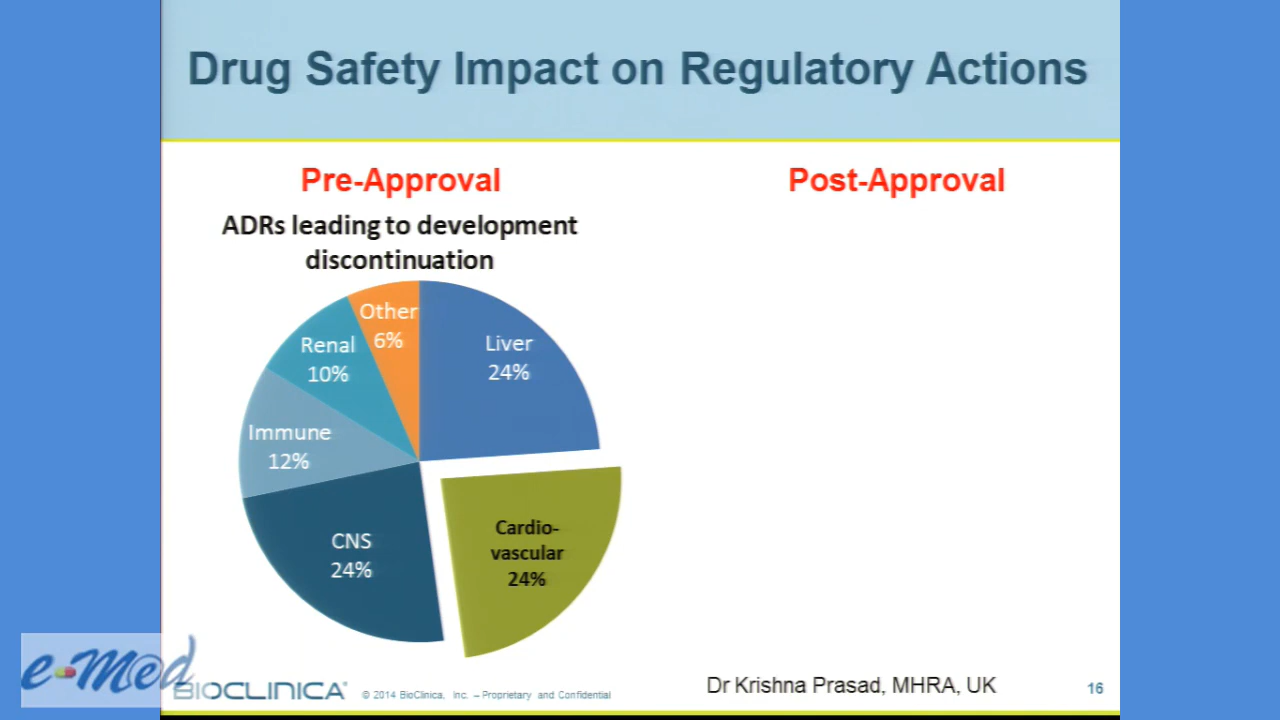 Drug Safety Impact on Regulatory Actions
Pre-Approval
Post-Approval
ADRs leading to development
discontinuation
Other
6%
Liver
24%
Renal
10%
Immune
12%
CNS
24%
Cardio-
vascular
24%
e-Med
BIOCLINICA®
© 2014 BioClinica, Inc. – Proprietary and Confidential
Dr Krishna Prasad, MHRA, UK
16